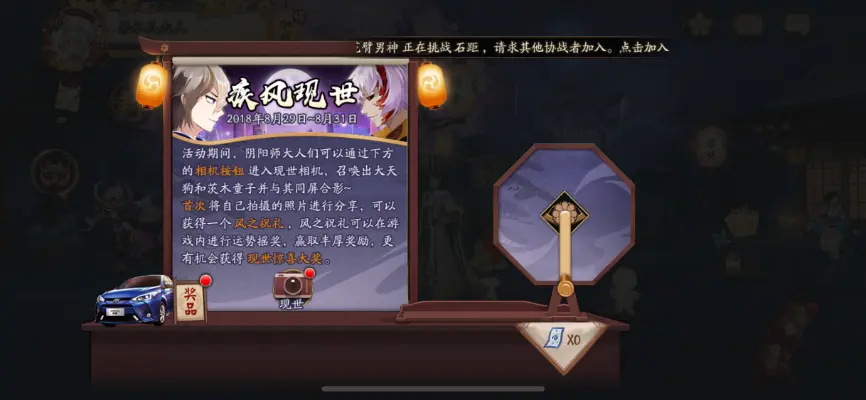 臂男神 正在挑战石距，请求其他协战者加入。点击加入
疾风现世
2018年8月29日~8月31日
活动期间，阴阳师大人们可以通过下方
的相机按钮进入现世相机，召唤出大天
狗和茨木童子并与其同屏合影~
首次将自己拍摄的照片进行分享，可以
获得一个风之祝礼，风之祝礼可以在游
戏内进行运势摇奖，赢取丰厚奖励，更
有机会获得现世惊喜大奖。
奖品
现世
X0